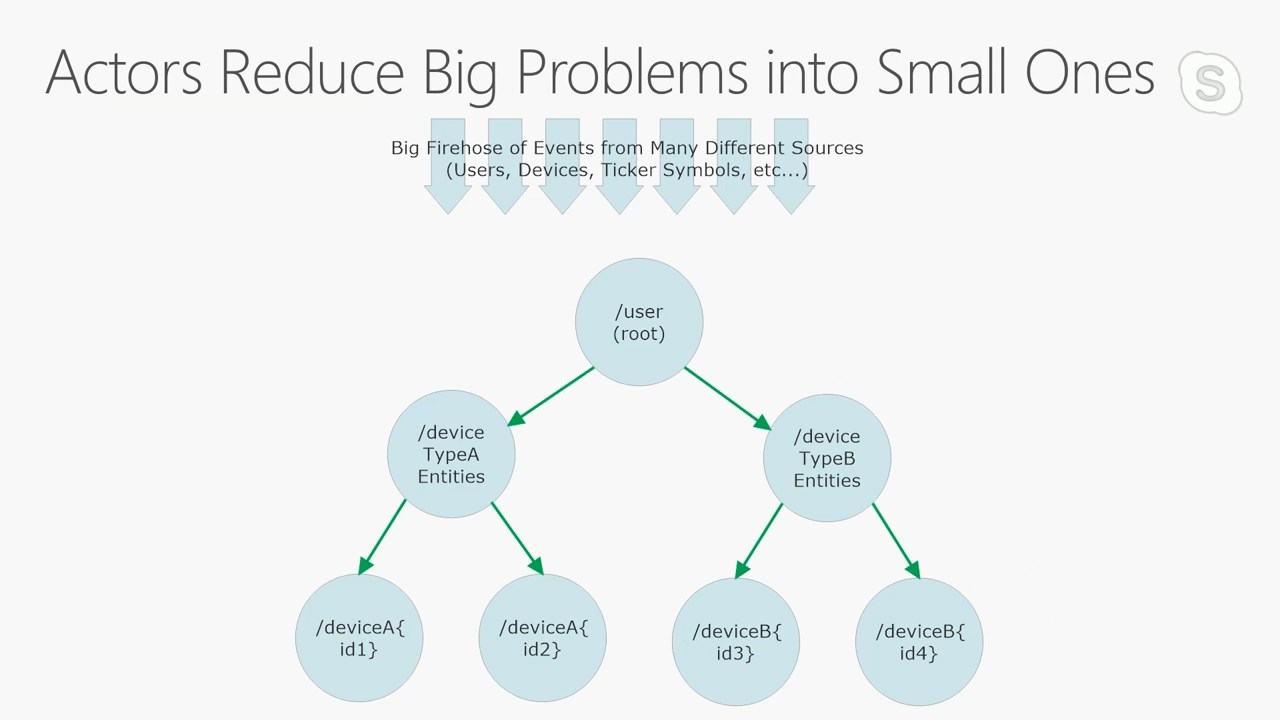 Actors Reduce Big Problems into Small Ones
S
Big Firehose of Events from Many Different Sources
(Users, Devices, Ticker Symbols, etc...)
/user
(root)
/device
TypeA
Entities
/device
TypeB
Entities
/deviceA{
id1}
/deviceA{
id2}
/deviceB{
id3}
/deviceB{
id4}